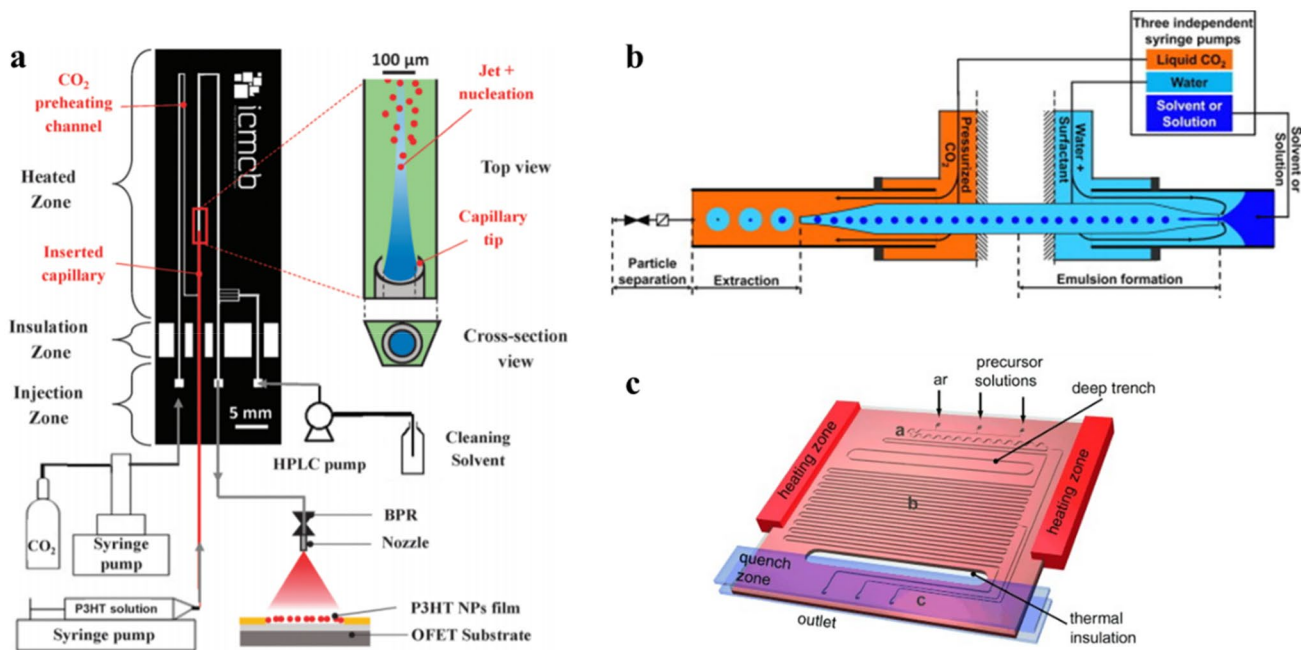 a
CO2
preheating
channel
Heated
Zone
Inserted
capillary
Insulation
Zone
Injection
Zone
icmcb
5 mm
100 μm
Jet +
nucleation
Top view
Capillary
tip
Cross-section
view
HPLC pump
Cleaning
Solvent
CO2
Syringe
pump
P3HT solution
Syringe pump
BPR
Nozzle
P3HT NPs film
OFET Substrate
b
Three independent
syringe pumps
Liquid CO2
Water
Solvent or
Solution
Pressurized
CO2
Water +
Surfactant
Solvent or
Solution
Particle
separation
Extraction
Emulsion formation
c
ar
precursor
solutions
deep trench
heating zone
a
b
heating zone
quench
zone
c
outlet
thermal
insulation